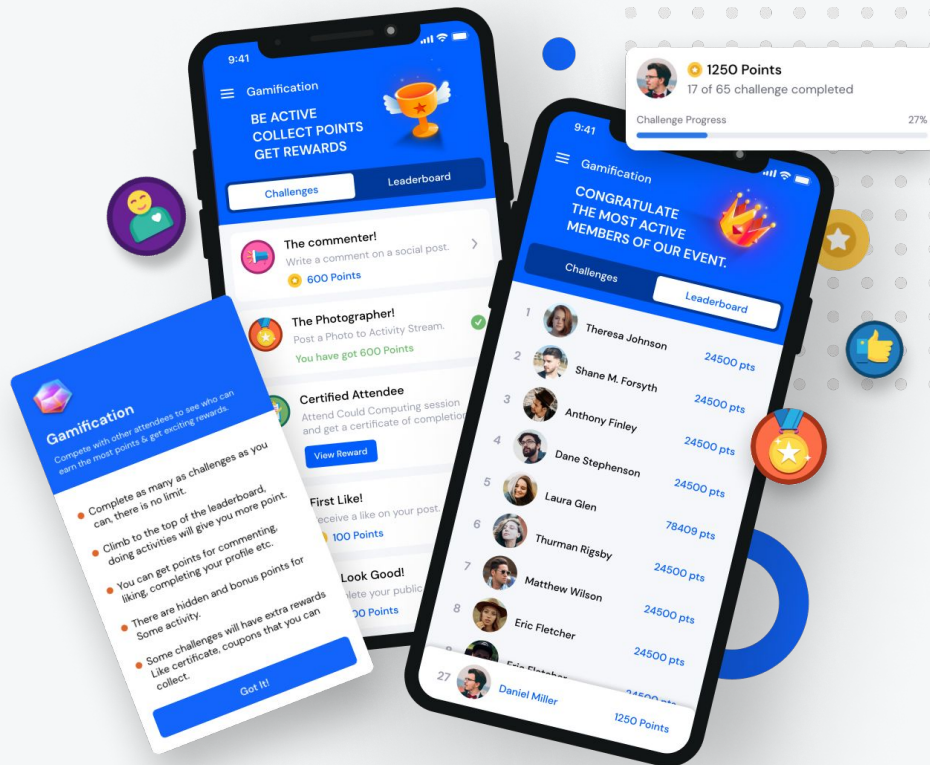 9:41
Gamification
BE ACTIVE
COLLECT POINTS
GET REWARDS
Challenges
Leaderboard
The commenter!
Write a comment on a social post.
600 Points
The Photographer!
Post a Photo to Activity Stream.
You have got 600 Points
Certified Attendee
Attend Could Computing session
and get a certificate of completion
View Reward
First Like!
eceive a like on your post.
100 Points
Look Good!
plete your public
00 Points
Gamification
Compete with other attendees to see who can
earn the most points & get exciting rewards.
Complete as many as challenges as you
can, there is no limit.
Climb to the top of the leaderboard,
doing activities will give you more point.
You can get points for commenting,
liking, completing your profile etc.
There are hidden and bonus points for
Some activity.
Some challenges will have extra rewards
Like certificate, coupons that you can
collect.
Got It!
1250 Points
17 of 65 challenge completed
Challenge Progress
27%
9:41
Gamification
CONGRATULATE
THE MOST ACTIVE
MEMBERS OF OUR EVENT.
Challenges
Leaderboard
1 Theresa Johnson 24500 pts
2 Shane M. Forsyth 24500 pts
3 Anthony Finley 24500 pts
4 Dane Stephenson 24500 pts
5 Laura Glen 78409 pts
6 Thurman Rigsby 24500 pts
7 Matthew Wilson 24500 pts
8 Eric Fletcher 24500 pts
Eric Fletcher 24500 pts
27 Daniel Miller 1250 Points